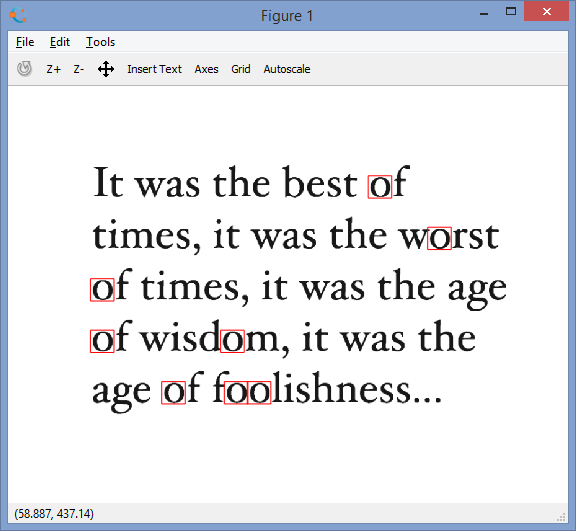 Figure 1
File Edit Tools
Z+ Z- Insert Text Axes Grid Autoscale
It was the best of
times, it was the worst
of times, it was the age
of wisdom, it was the
age of foolishness...
(58.887, 437.14)